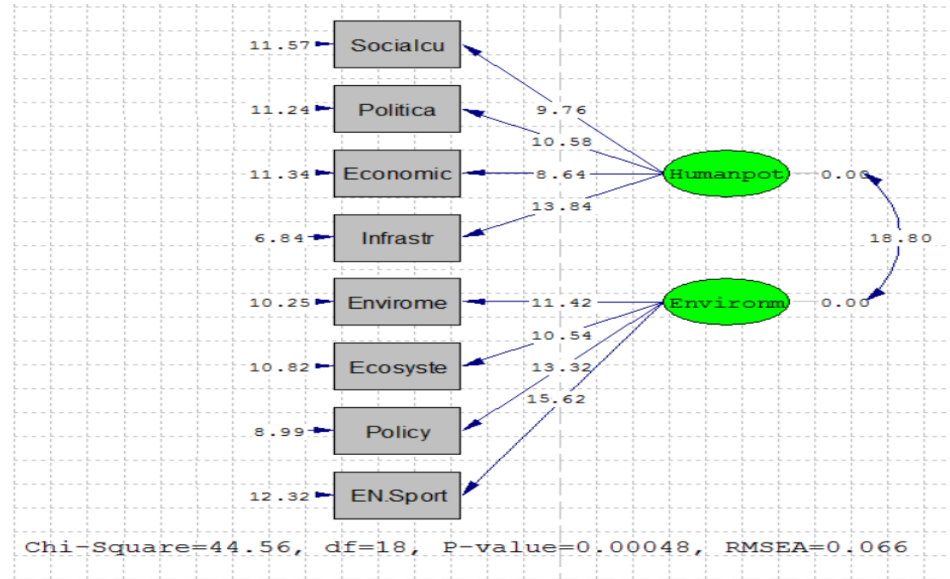 11.57 Socialcu
11.24 Politica 9.76
10.58
11.34 Economic 8.64 Humanpot 0.00
13.84
6.84 Infrastr 18.80
10.25 Envirome 11.42 Environm 0.00
10.54
10.82 Ecosyste 13.32
15.62
8.99 Policy
12.32 EN.Sport
Chi-Square=44.56, df=18, P-value=0.00048, RMSEA=0.066